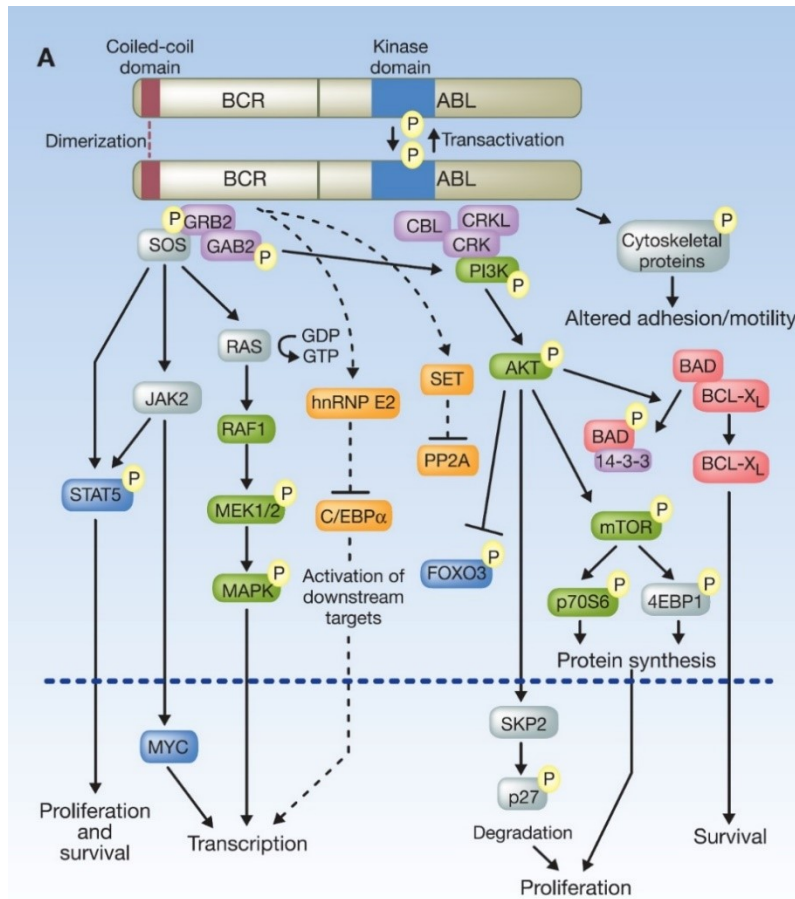 A
Coiled-coil
domain
Kinase
domain
BCR
ABL
P
Dimerization
Transactivation
P
BCR
ABL
P
GRB2
SOS
GAB2
P
CBL
CRKL
CRK
PI3K
P
P
Cytoskeletal
proteins
Altered adhesion/motility
RAS
GDP
GTP
SET
AKT
P
BAD
BCL-XL
JAK2
hnRNP E2
RAF1
PP2A
P
BAD
14-3-3
BCL-XL
STAT5
P
MEK1/2
P
C/EBPα
mTOR
P
MAPK
P
Activation of
downstream
targets
FOXO3
P
p70S6
P
4EBP1
P
Protein synthesis
MYC
SKP2
p27
P
Proliferation
and
survival
Transcription
Degradation
Survival
Proliferation